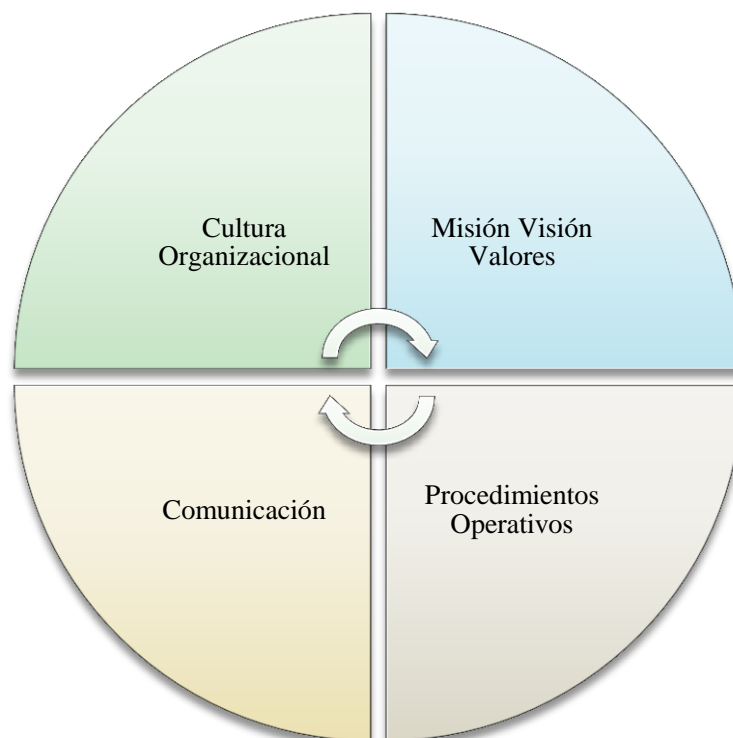 Cultura
Organizacional
Misión Visión
Valores
Comunicación
Procedimientos
Operativos